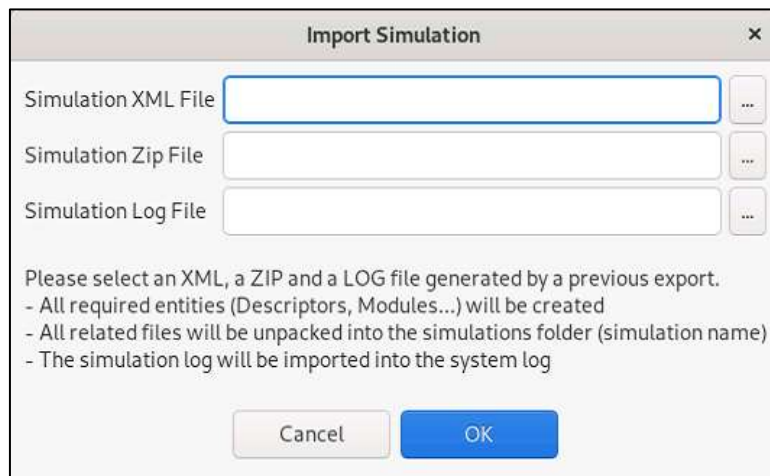 Import Simulation ×
Simulation XML File ...
Simulation Zip File ...
Simulation Log File ...
Please select an XML, a ZIP and a LOG file generated by a previous export.
- All required entities (Descriptors, Modules...) will be created
- All related files will be unpacked into the simulations folder (simulation name)
- The simulation log will be imported into the system log
Cancel OK